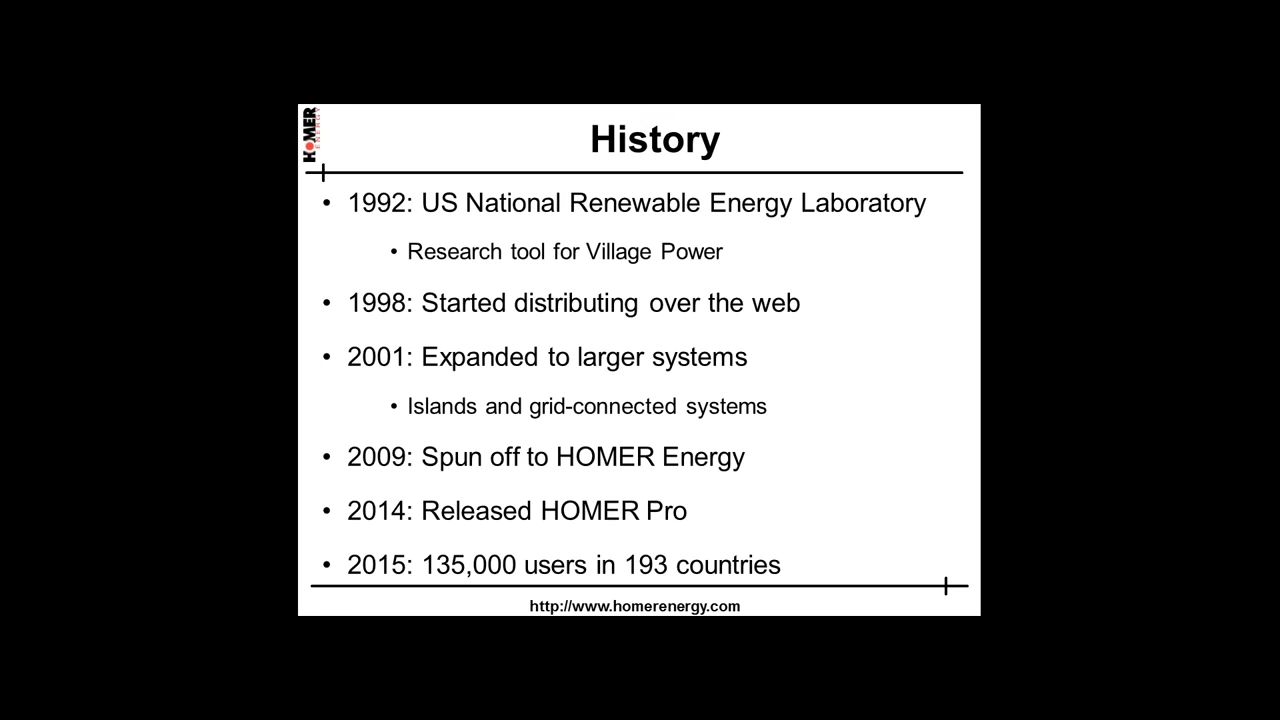 HOMER
ENERGY
History
• 1992: US National Renewable Energy Laboratory
• Research tool for Village Power
• 1998: Started distributing over the web
• 2001: Expanded to larger systems
• Islands and grid-connected systems
• 2009: Spun off to HOMER Energy
• 2014: Released HOMER Pro
• 2015: 135,000 users in 193 countries
http://www.homerenergy.com